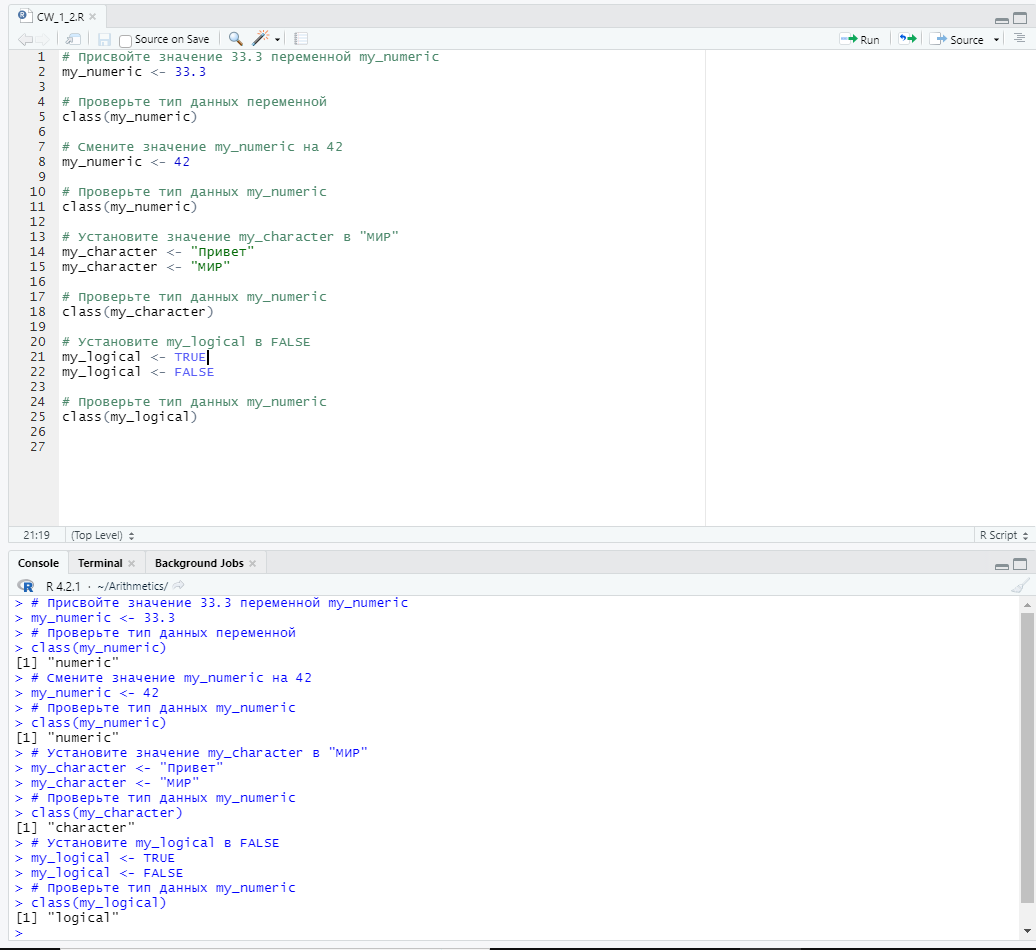 CW_1_2.R
Source on Save
Run
Source
1 # Присвойте значение 33.3 переменной my_numeric
2 my_numeric <- 33.3
3
4 # Проверьте тип данных переменной
5 class(my_numeric)
6
7 # Смените значение my_numeric на 42
8 my_numeric <- 42
9
10 # Проверьте тип данных my_numeric
11 class(my_numeric)
12
13 # Установите значение my_character в "МИР"
14 my_character <- "Привет"
15 my_character <- "МИР"
16
17 # Проверьте тип данных my_numeric
18 class(my_character)
19
20 # Установите my_logical в FALSE
21 my_logical <- TRUE
22 my_logical <- FALSE
23
24 # Проверьте тип данных my_numeric
25 class(my_logical)
26
27
21:19 (Top Level) R Script
Console Terminal Background Jobs
R R 4.2.1 · ~/Arithmetics/
> # Присвойте значение 33.3 переменной my_numeric
> my_numeric <- 33.3
> # Проверьте тип данных переменной
> class(my_numeric)
[1] "numeric"
> # Смените значение my_numeric на 42
> my_numeric <- 42
> # Проверьте тип данных my_numeric
> class(my_numeric)
[1] "numeric"
> # Установите значение my_character в "МИР"
> my_character <- "Привет"
> my_character <- "МИР"
> # Проверьте тип данных my_numeric
> class(my_character)
[1] "character"
> # Установите my_logical в FALSE
> my_logical <- TRUE
> my_logical <- FALSE
> # Проверьте тип данных my_numeric
> class(my_logical)
[1] "logical"
>